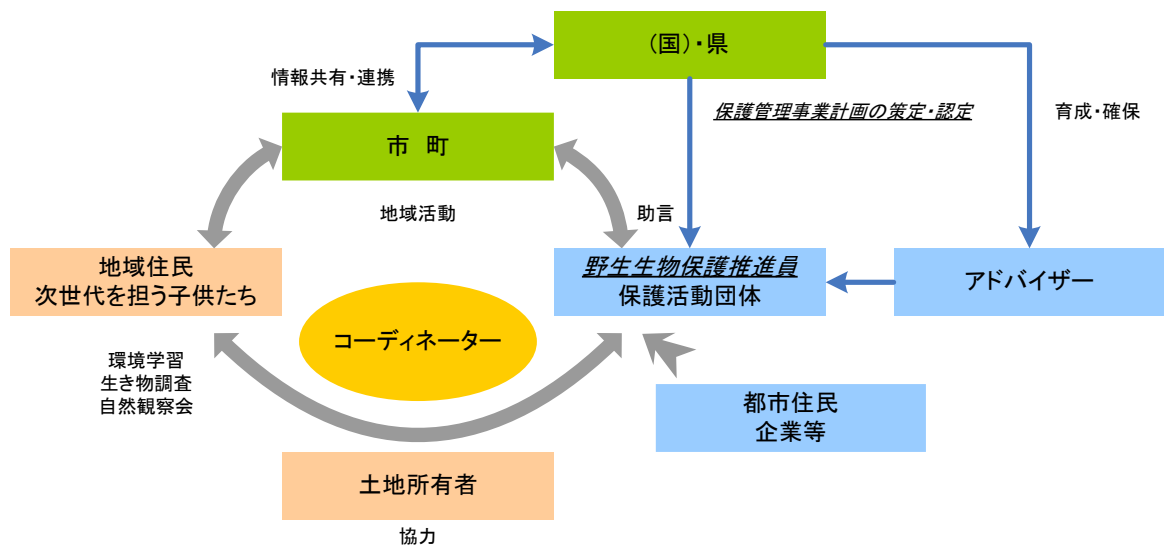 (国)・県
情報共有・連携
保護管理事業計画の策定・認定
育成・確保
市 町
地域活動
助言
地域住民
次世代を担う子供たち
野生生物保護推進員
保護活動団体
アドバイザー
コーディネーター
環境学習
生き物調査
自然観察会
都市住民
企業等
土地所有者
協力